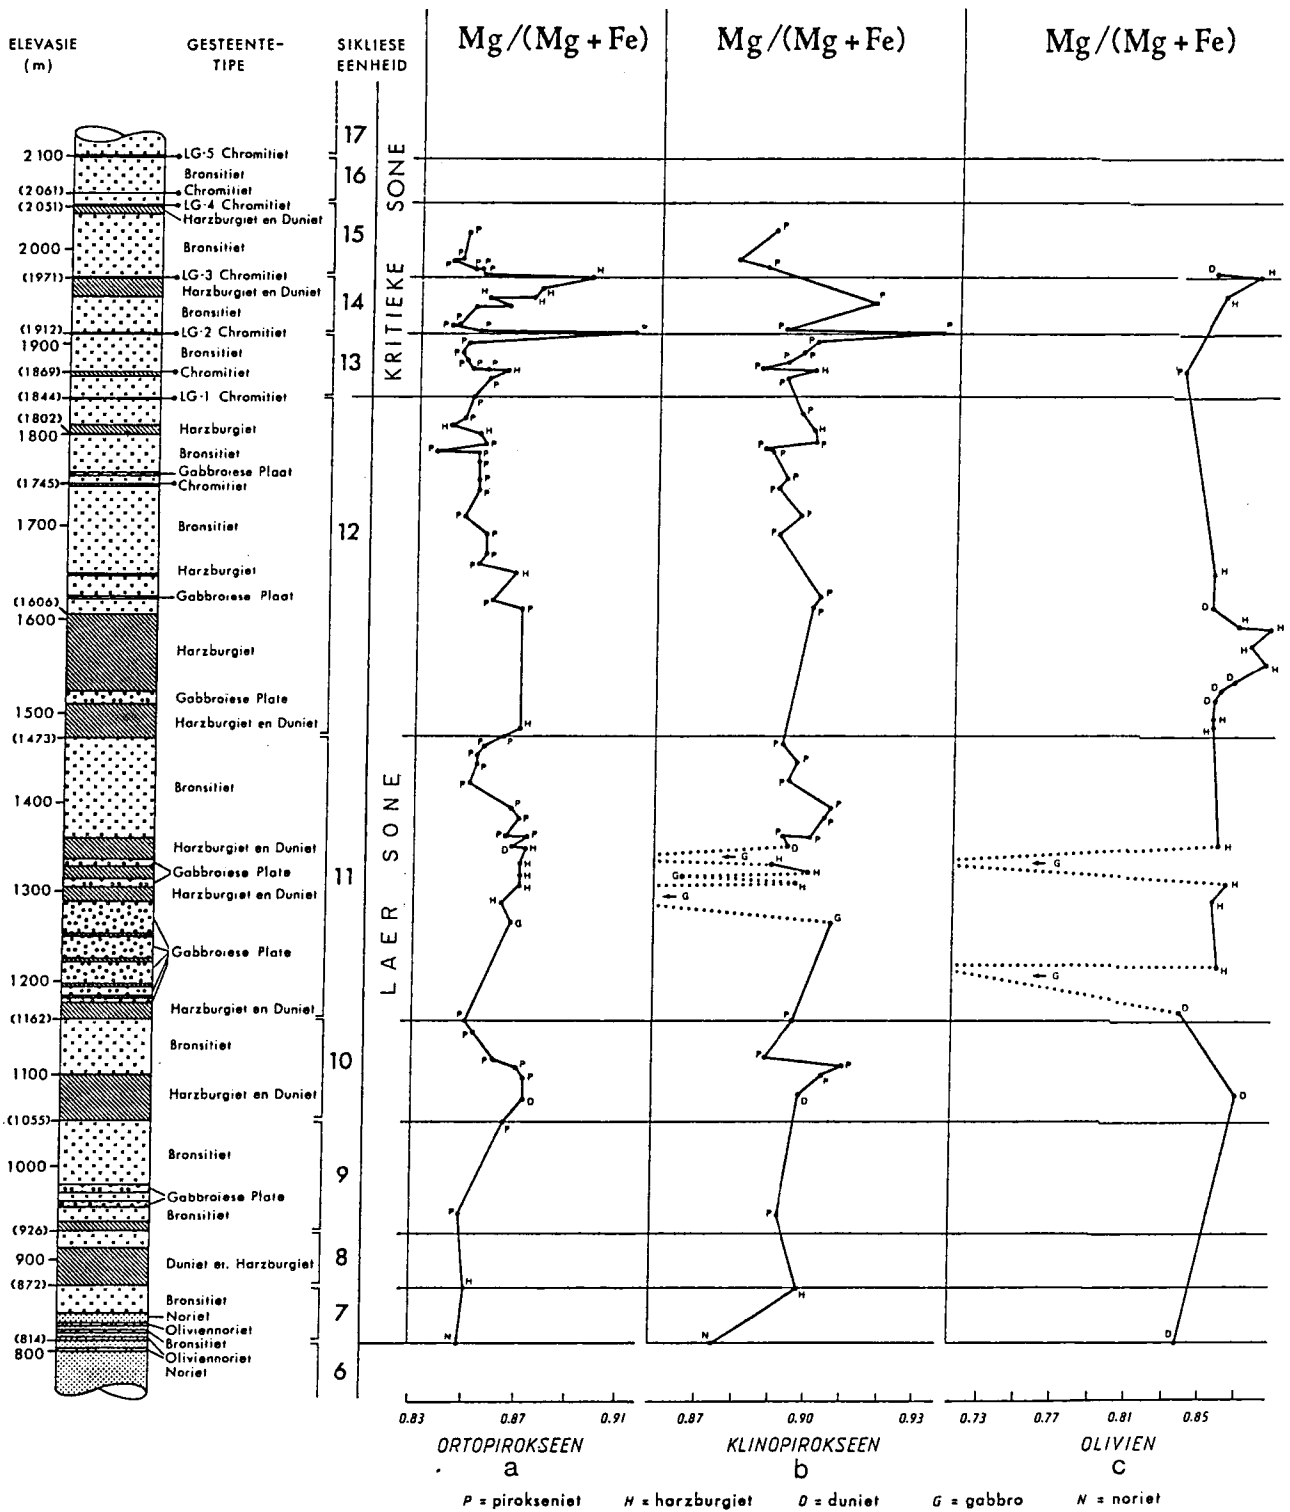 ELEVASIE (m)
GESTEENTE-TIPE
SIKLIESE EENHEID
Mg/(Mg+Fe)
Mg/(Mg+Fe)
Mg/(Mg+Fe)
17
2100 LG-5 Chromitiet
Bronsitiet
16
(2061) Chromitiet
(2051) LG-4 Chromitiet
Harzburgiet en Duniet
15
2000 Bronsitiet
(1971) LG-3 Chromitiet
Harzburgiet en Duniet
14
Bronsitiet
(1912) LG-2 Chromitiet
1900
Bronsitiet
13
(1869) Chromitiet
(1844) LG-1 Chromitiet
(1802)
Harzburgiet
1800
Bronsitiet
Gabbroiese Plaat
(1745) Chromitiet
1700 Bronsitiet
12
Harzburgiet
(1606) Gabbroiese Plaat
1600
Harzburgiet
Gabbroïese Plate
1500
Harzburgiet en Duniet
(1473)
Bronsitiet
1400
Harzburgiet en Duniet
Gabbroiese Plate
11
1300 Harzburgiet en Duniet
Gabbroiese Plate
1200
Harzburgiet en Duniet
(1162)
Bronsitiet
10
1100
Harzburgiet en Duniet
(1055)
Bronsitiet
1000
9
Gabbroiese Plate
Bronsitiet
(926)
8
900 Duniet en Harzburgiet
(872)
Bronsitiet
7
Noriet
Oliviennoriet
(814) Bronsitiet
800 Oliviennoriet
Noriet
6
KRITIEKE SONE
LAER SONE
0.83 0.87 0.91
0.87 0.90 0.93
0.73 0.77 0.81 0.85
ORTOPIROKSEEN
KLINOPIROKSEEN
OLIVIEN
a
b
c
P = pirokseniet H = harzburgiet D = duniet G = gabbro N = noriet